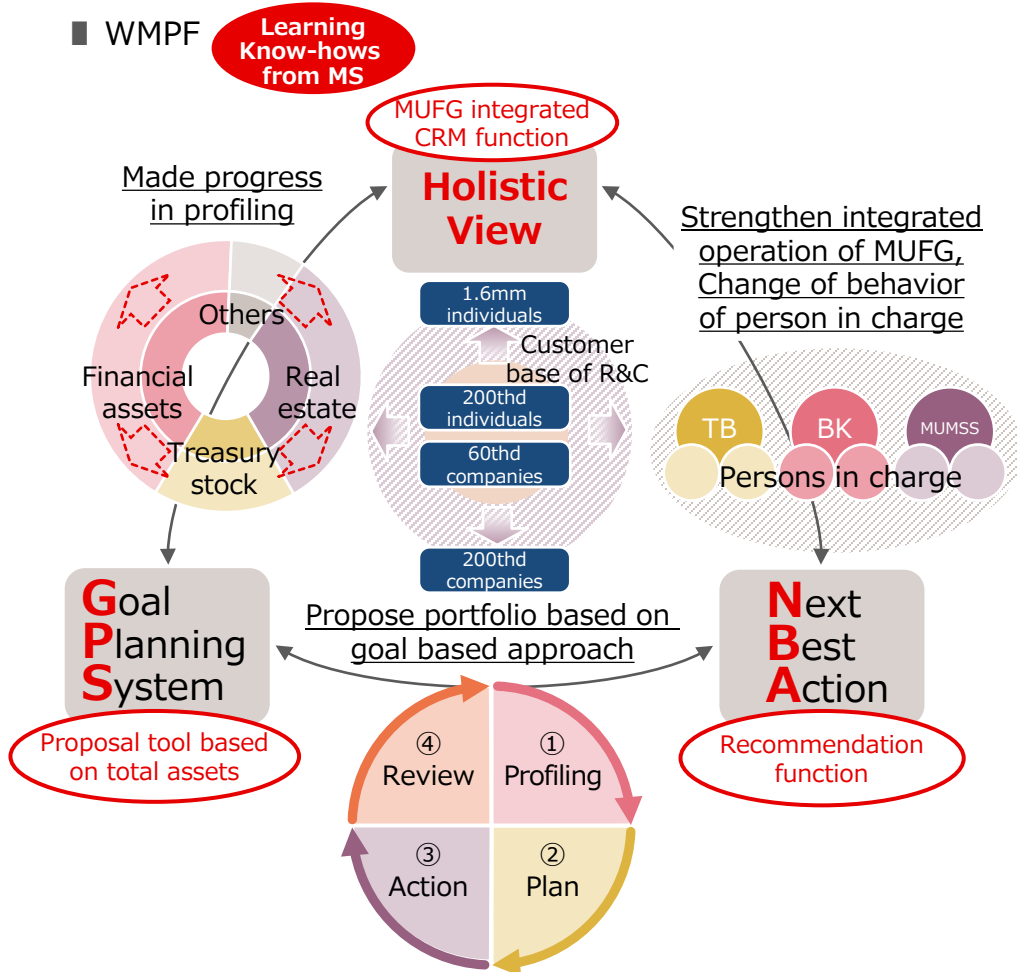 ■ WMPF
Learning
Know-hows
from MS
MUFG integrated
CRM function
Holistic
View
Made progress
in profiling
Strengthen integrated
operation of MUFG,
Change of behavior
of person in charge
Others
Financial
assets
Real
estate
Treasury
stock
1.6mm
individuals
Customer
base of R&C
200thd
individuals
60thd
companies
200thd
companies
TB
BK
MUMSS
Persons in charge
Goal
Planning
System
Proposal tool based
on total assets
Propose portfolio based on
goal based approach
Next
Best
Action
Recommendation
function
④
Review
①
Profiling
③
Action
②
Plan